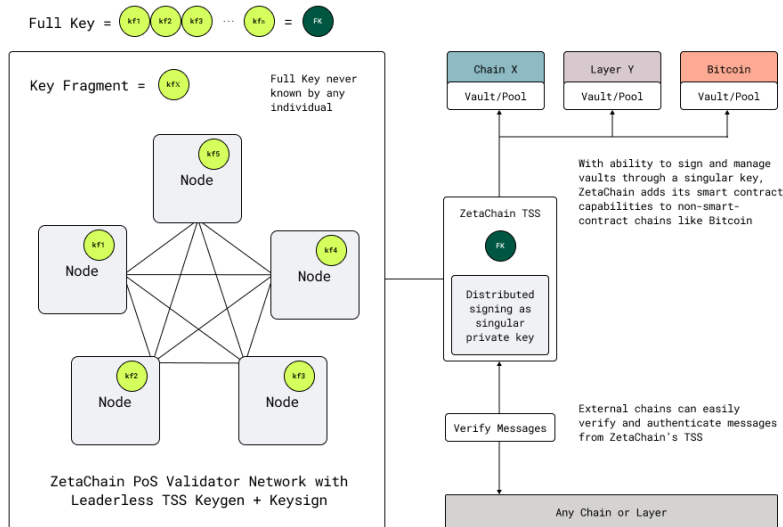 Full Key = kf1 kf2 kf3 ... kfn = FK
Key Fragment = kfX
Full Key never
known by any
individual
kf5
Node
kf1
Node
kf4
Node
kf2
Node
kf3
Node
ZetaChain PoS Validator Network with
Leaderless TSS Keygen + Keysign
Chain X
Vault/Pool
Layer Y
Vault/Pool
Bitcoin
Vault/Pool
With ability to sign and manage
vaults through a singular key,
ZetaChain adds its smart contract
capabilities to non-smart-
contract chains like Bitcoin
ZetaChain TSS
FK
Distributed
signing as
singular
private key
Verify Messages
External chains can easily
verify and authenticate messages
from ZetaChain's TSS
Any Chain or Layer